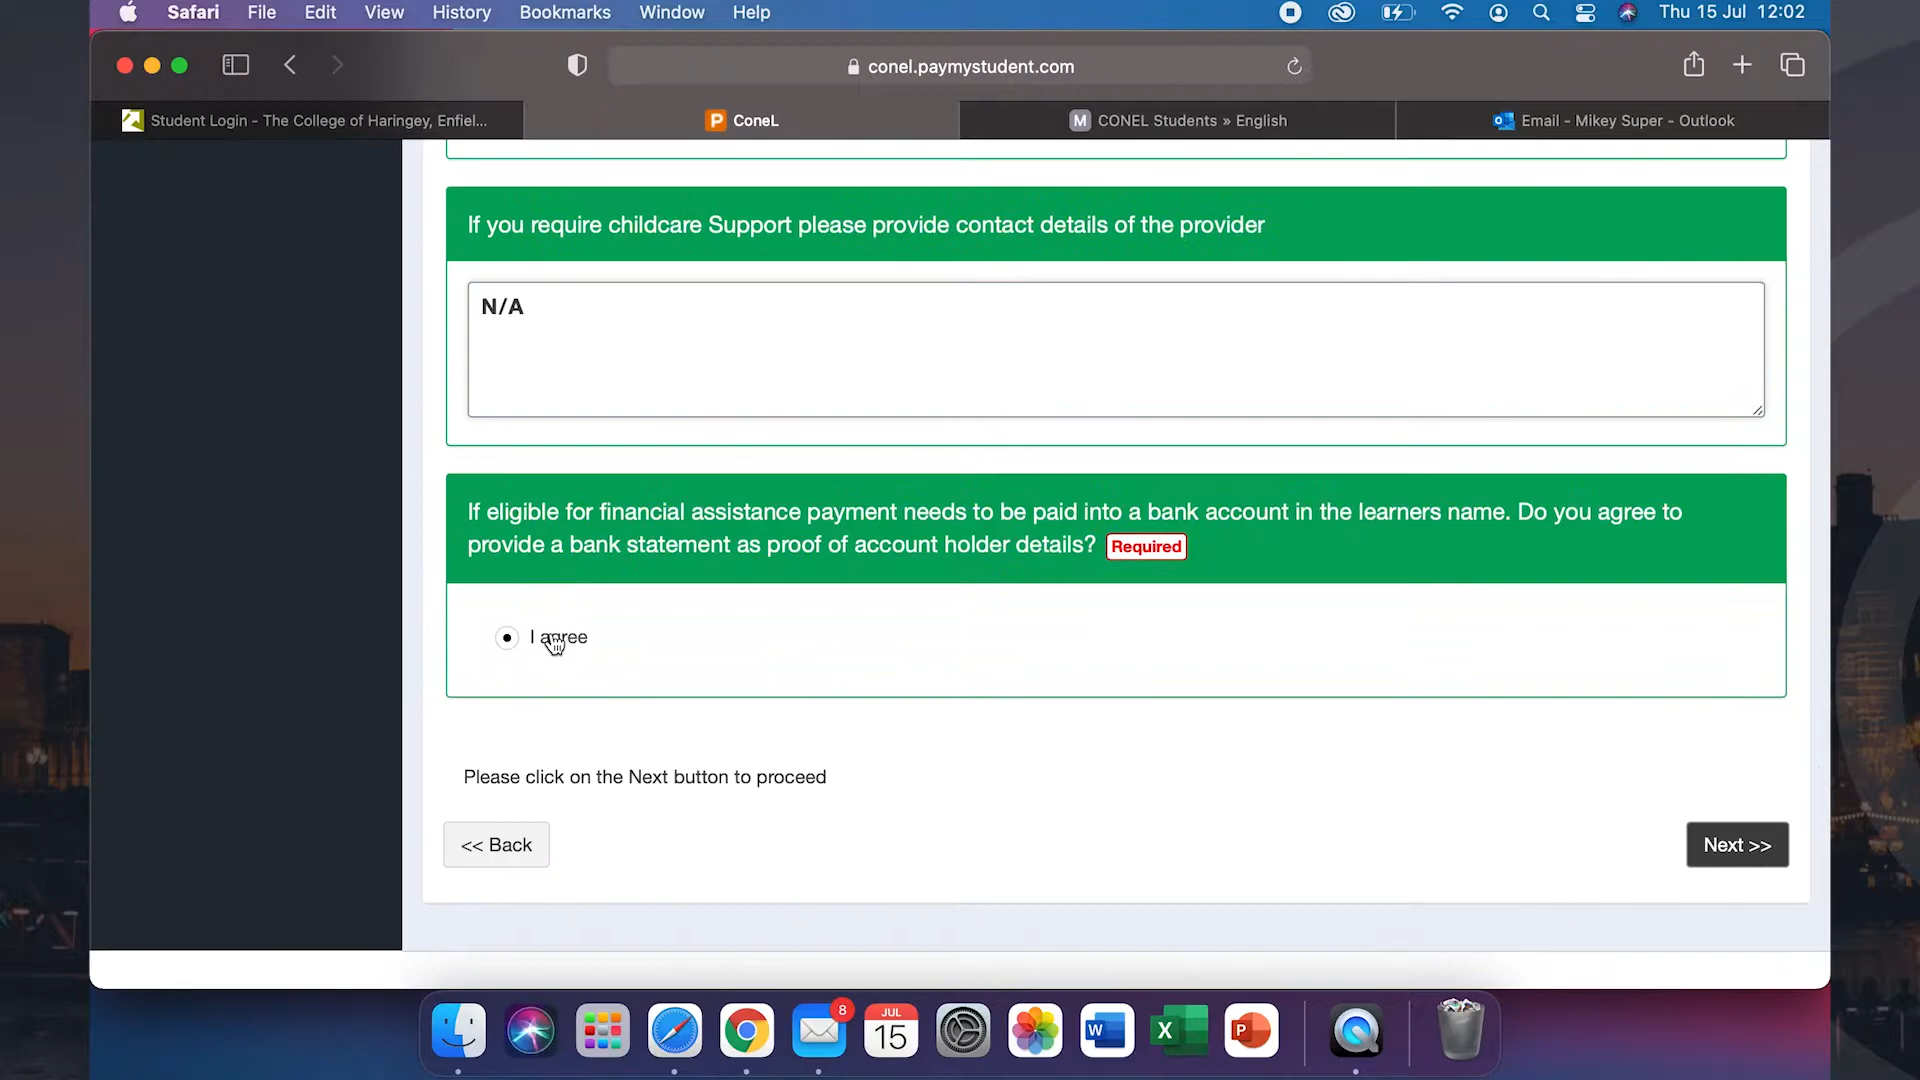 Safari File Edit View History Bookmarks Window Help Thu 15 Jul 12:02
conel.paymystudent.com
Student Login - The College of Haringey, Enfiel... P ConeL M CONEL Students » English Email - Mikey Super - Outlook
If you require childcare Support please provide contact details of the provider
N/A
If eligible for financial assistance payment needs to be paid into a bank account in the learners name. Do you agree to
provide a bank statement as proof of account holder details? Required
I agree
Please click on the Next button to proceed
<< Back Next >>
8
JUL
15
W X P